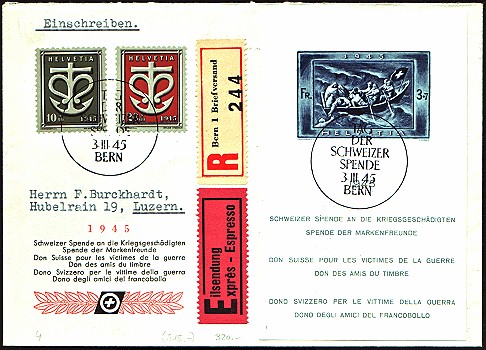 Einschreiben.
HELVETIA
10
1945
HELVETIA
1945
TAG
DER
SCHWEIZER
SPENDE
3 III 45
BERN
R
Bern 1 Briefversand
244
Herrn F.Burckhardt,
Hubelrain 19, Luzern.
1945
Schweizer Spende an die Kriegsgeschädigten
Spende der Markenfreunde
Don Suisse pour les victimes de la guerre
Don des amis du timbre
Dono Svizzero per le vittime della guerra
Dono degli amici del francobollo
Eilsendung
Exprès - Espresso
1945
Fr. 3+7
HELVETIA
TAG
DER
SCHWEIZER
SPENDE
3 III 45
BERN
SCHWEIZER SPENDE AN DIE KRIEGSGESCHÄDIGTEN
SPENDE DER MARKENFREUNDE
DON SUISSE POUR LES VICTIMES DE LA GUERRE
DON DES AMIS DU TIMBRE
DONO SVIZZERO PER LE VITTIME DELLA GUERRA
DONO DEGLI AMICI DEL FRANCOBOLLO
320.-